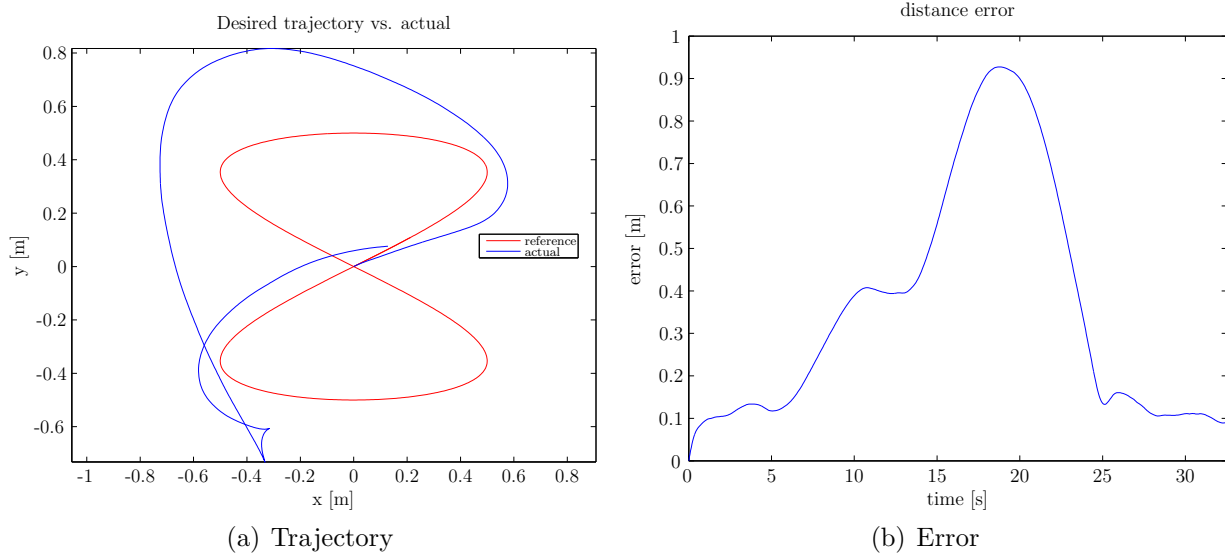 Desired trajectory vs. actual
0.8
0.6
0.4
0.2
0
-0.2
-0.4
-0.6
y [m]
reference
actual
-1 -0.8 -0.6 -0.4 -0.2 0 0.2 0.4 0.6 0.8
x [m]
(a) Trajectory
distance error
1
0.9
0.8
0.7
0.6
0.5
0.4
0.3
0.2
0.1
0
error [m]
0 5 10 15 20 25 30
time [s]
(b) Error